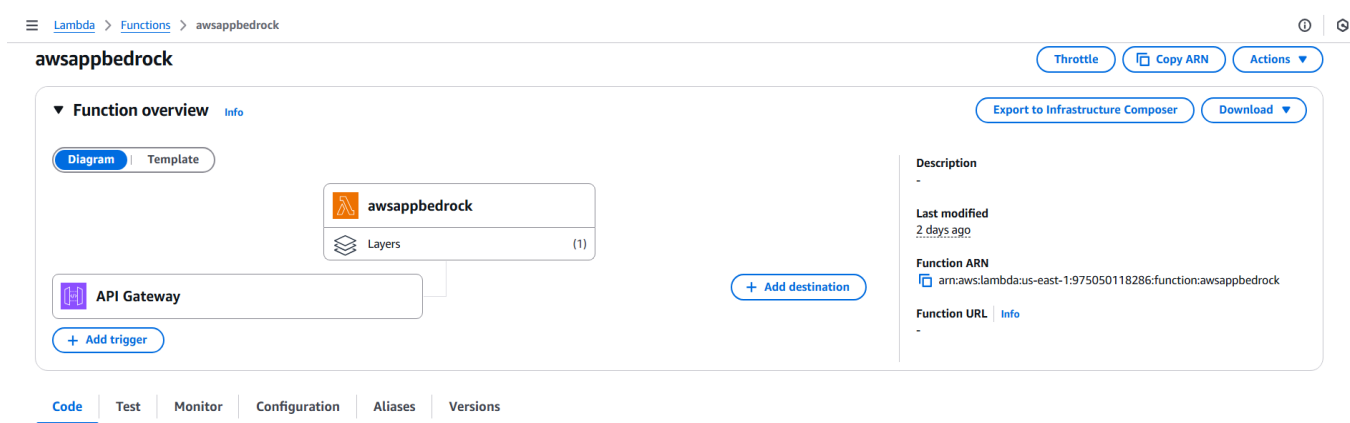 Lambda > Functions > awsappbedrock
awsappbedrock
Throttle
Copy ARN
Actions ▼
▼ Function overview Info
Export to Infrastructure Composer
Download ▼
Diagram | Template
awsappbedrock
Layers (1)
API Gateway
+ Add trigger
+ Add destination
Description
-
Last modified
2 days ago
Function ARN
arn:aws:lambda:us-east-1:975050118286:function:awsappbedrock
Function URL | Info
-
Code | Test | Monitor | Configuration | Aliases | Versions